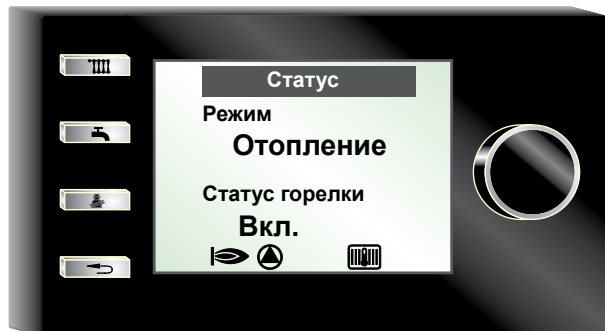 Статус
Режим
Отопление
Статус горелки
Вкл.